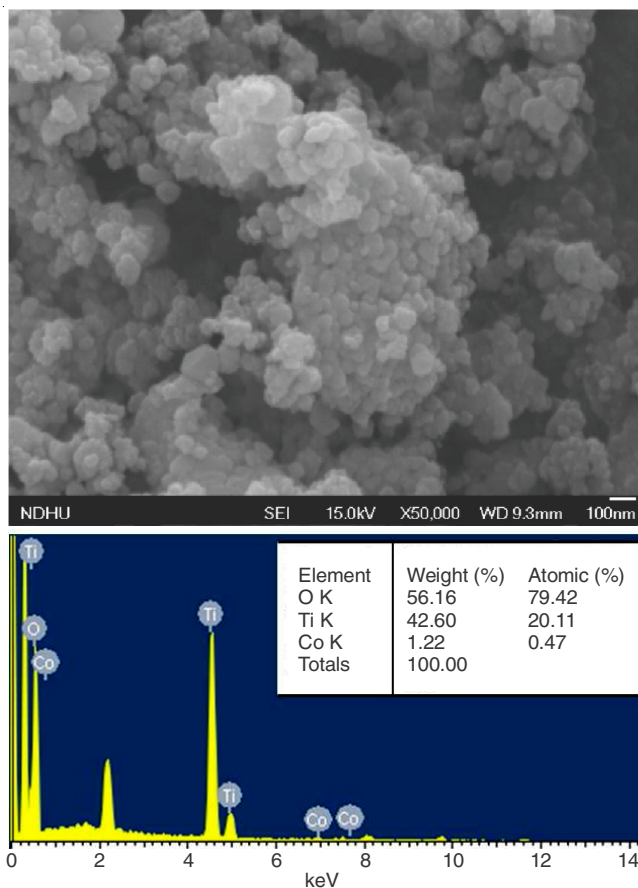 NDHU SEI 15.0kV X50,000 WD 9.3mm 100nm
Ti
O
Co
Ti
Ti
Co Co
Element Weight (%) Atomic (%)
O K 56.16 79.42
Ti K 42.60 20.11
Co K 1.22 0.47
Totals 100.00
0 2 4 6 8 10 12 14
keV